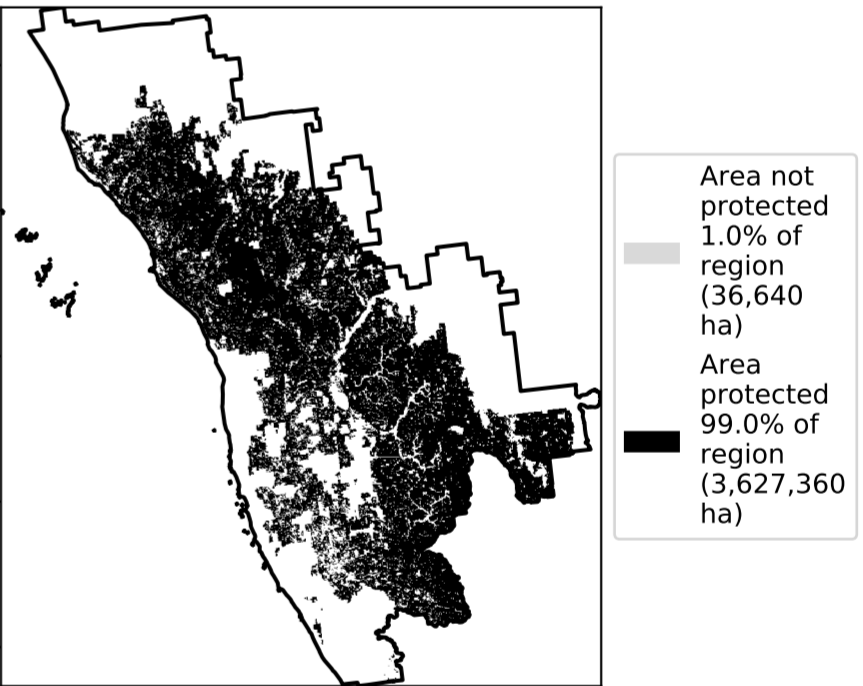 Area not
protected
1.0% of
region
(36,640
ha)
Area
protected
99.0% of
region
(3,627,360
ha)